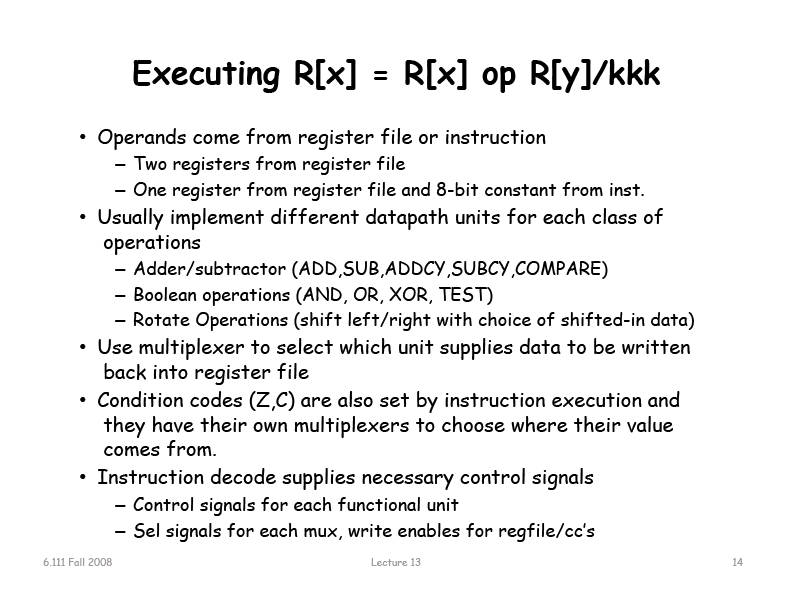 Executing R[x] = R[x] op R[y]/kkk
• Operands come from register file or instruction
– Two registers from register file
– One register from register file and 8-bit constant from inst.
• Usually implement different datapath units for each class of
operations
– Adder/subtractor (ADD,SUB,ADDCY,SUBCY,COMPARE)
– Boolean operations (AND, OR, XOR, TEST)
– Rotate Operations (shift left/right with choice of shifted-in data)
• Use multiplexer to select which unit supplies data to be written
back into register file
• Condition codes (Z,C) are also set by instruction execution and
they have their own multiplexers to choose where their value
comes from.
• Instruction decode supplies necessary control signals
– Control signals for each functional unit
– Sel signals for each mux, write enables for regfile/cc’s
6.111 Fall 2008
Lecture 13
14